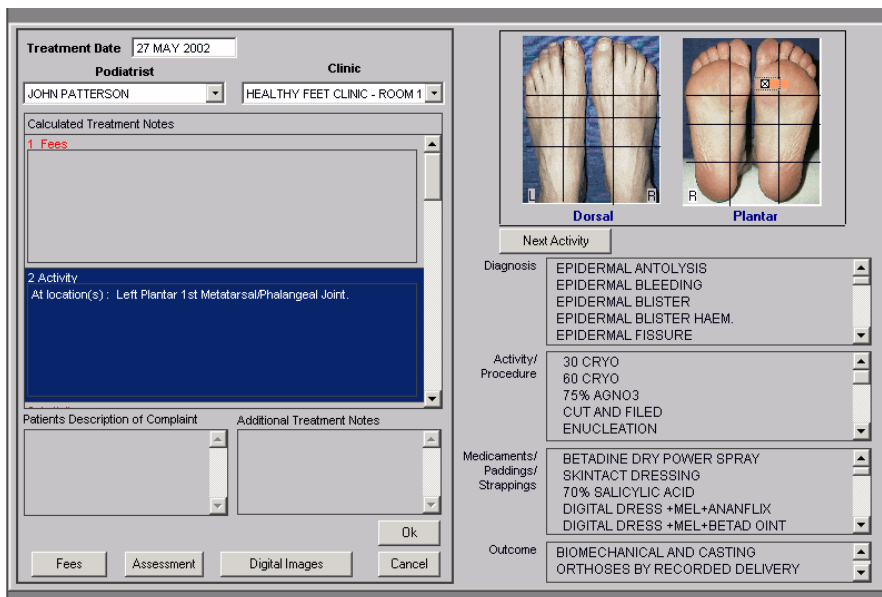 Treatment Date 27 MAY 2002
Podiatrist
Clinic
JOHN PATTERSON
HEALTHY FEET CLINIC - ROOM 1
Calculated Treatment Notes
1 Fees
2 Activity
At location(s) : Left Plantar 1st Metatarsal/Phalangeal Joint.
Patients Description of Complaint
Additional Treatment Notes
Ok
Fees
Assessment
Digital Images
Cancel
L
R
R
Dorsal
Plantar
Next Activity
Diagnosis
EPIDERMAL ANTOLYSIS
EPIDERMAL BLEEDING
EPIDERMAL BLISTER
EPIDERMAL BLISTER HAEM.
EPIDERMAL FISSURE
Activity/
Procedure
30 CRYO
60 CRYO
75% AGNO3
CUT AND FILED
ENUCLEATION
Medicaments/
Paddings/
Strappings
BETADINE DRY POWER SPRAY
SKINTACT DRESSING
70% SALICYLIC ACID
DIGITAL DRESS +MEL+ANANFLIX
DIGITAL DRESS +MEL+BETAD OINT
Outcome
BIOMECHANICAL AND CASTING
ORTHOSES BY RECORDED DELIVERY